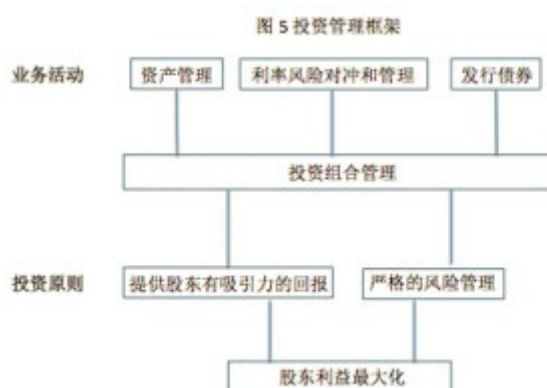 图 5 投资管理框架
业务活动
资产管理
利率风险对冲和管理
发行债券
投资组合管理
投资原则
提供股东有吸引力的回报
严格的风险管理
股东利益最大化